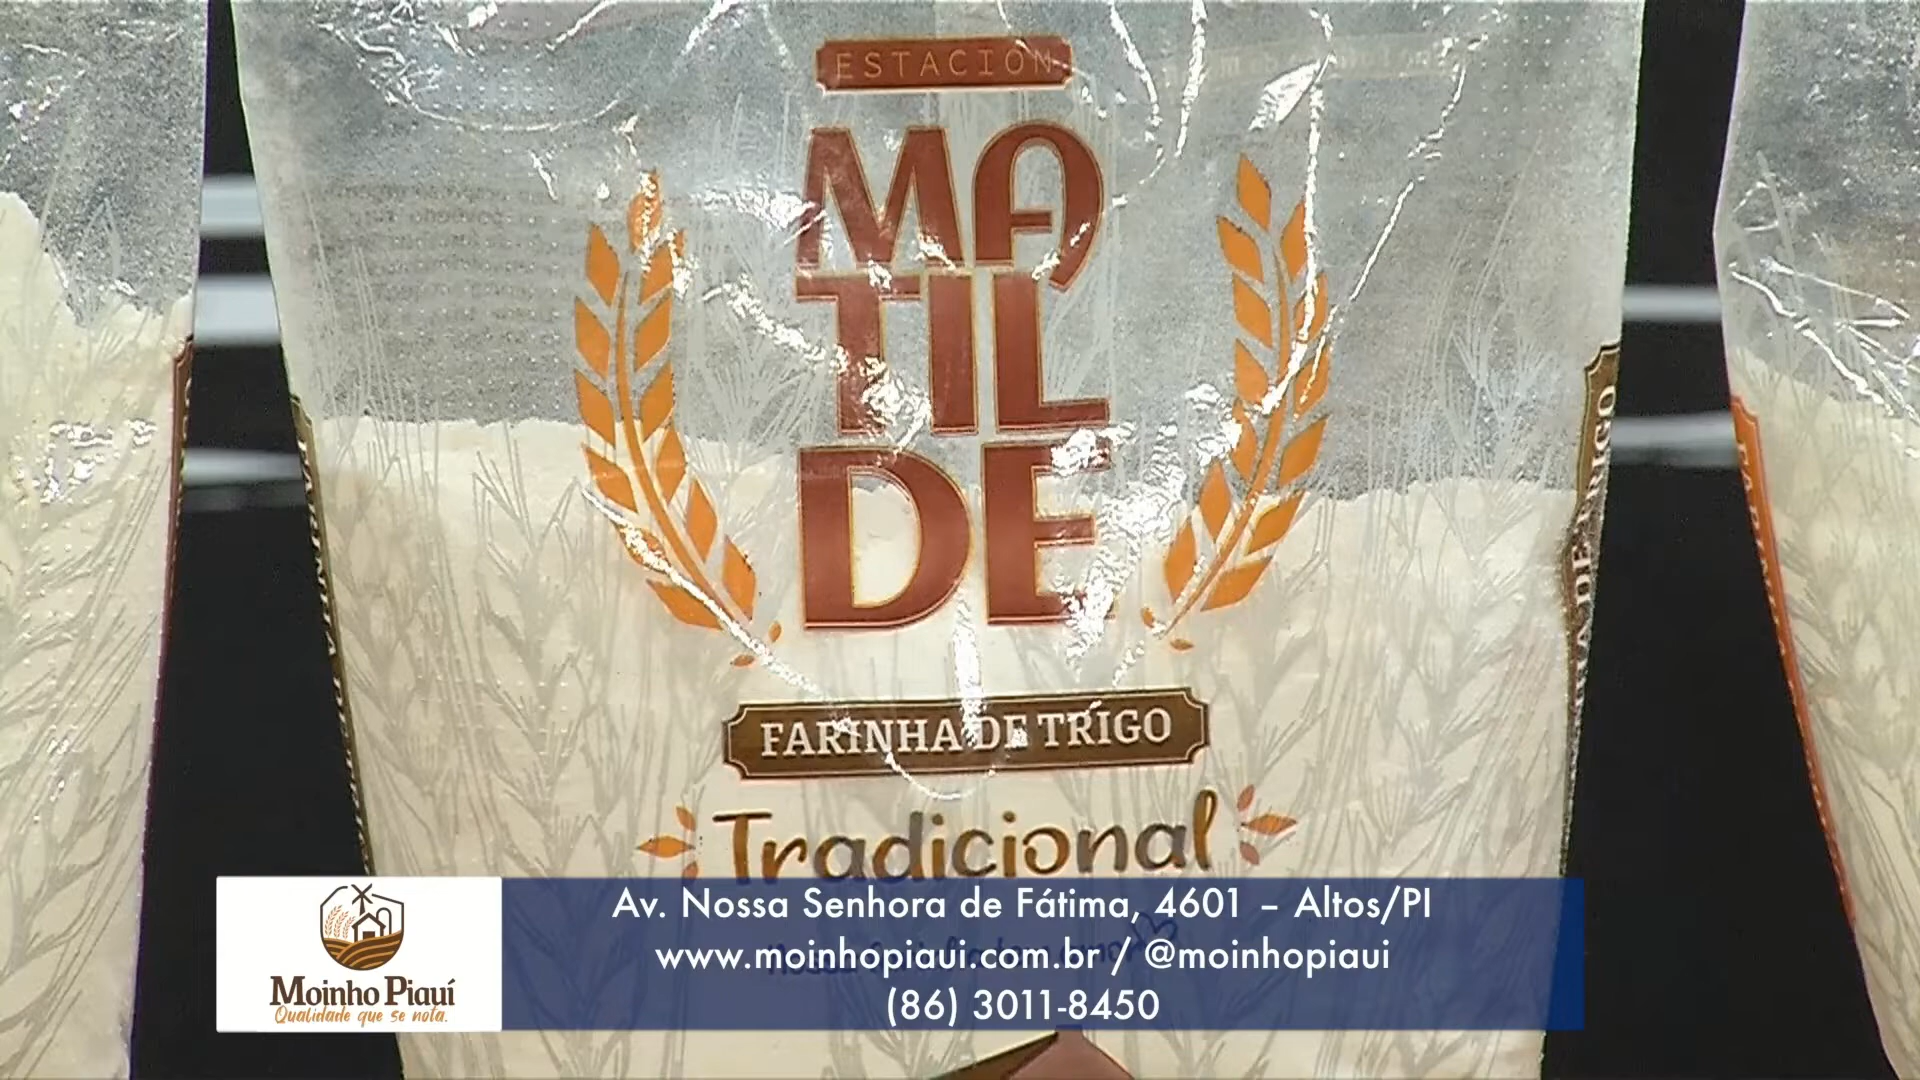 ESTACIÓN
MA
TIL
DE
FARINHA DE TRIGO
Tradicional
Av. Nossa Senhora de Fátima, 4601 – Altos/PI
www.moinhopiaui.com.br / @moinhopiaui
(86) 3011-8450
Moinho Piauí
Qualidade que se nota.